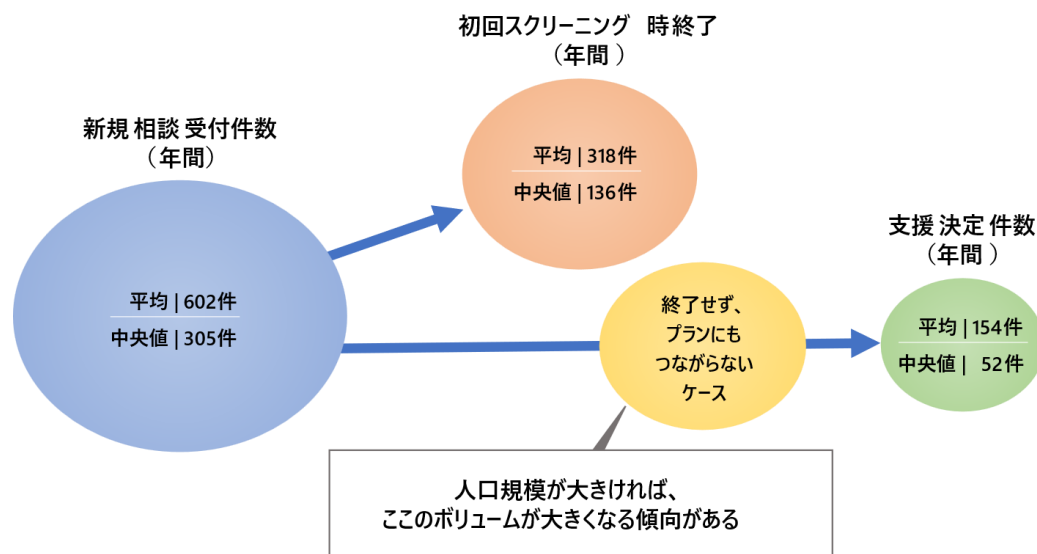 初回スクリーニング 時終了
（年間 ）
平均 | 318件
中央値 | 136件
新規 相談 受付件数
（年間）
平均 | 602件
中央値 | 305件
終了せず、
プランにも
つながらない
ケース
支援 決定 件数
（年間 ）
平均 | 154件
中央値 | 52件
人口規模が大きければ、
ここのボリュームが大きくなる傾向がある